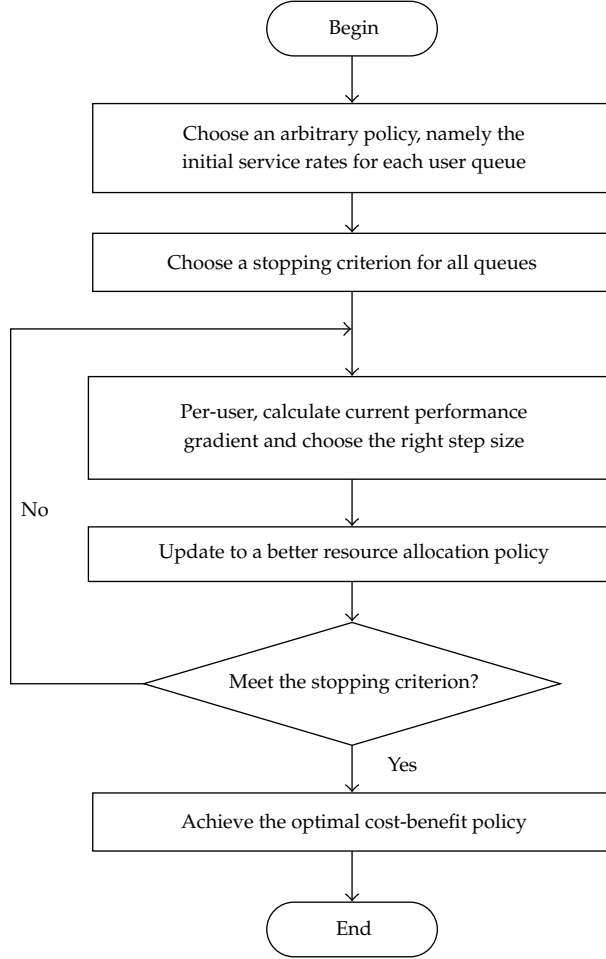 Begin
Choose an arbitrary policy, namely the
initial service rates for each user queue
Choose a stopping criterion for all queues
Per-user, calculate current performance
gradient and choose the right step size
No
Update to a better resource allocation policy
Meet the stopping criterion?
Yes
Achieve the optimal cost-benefit policy
End